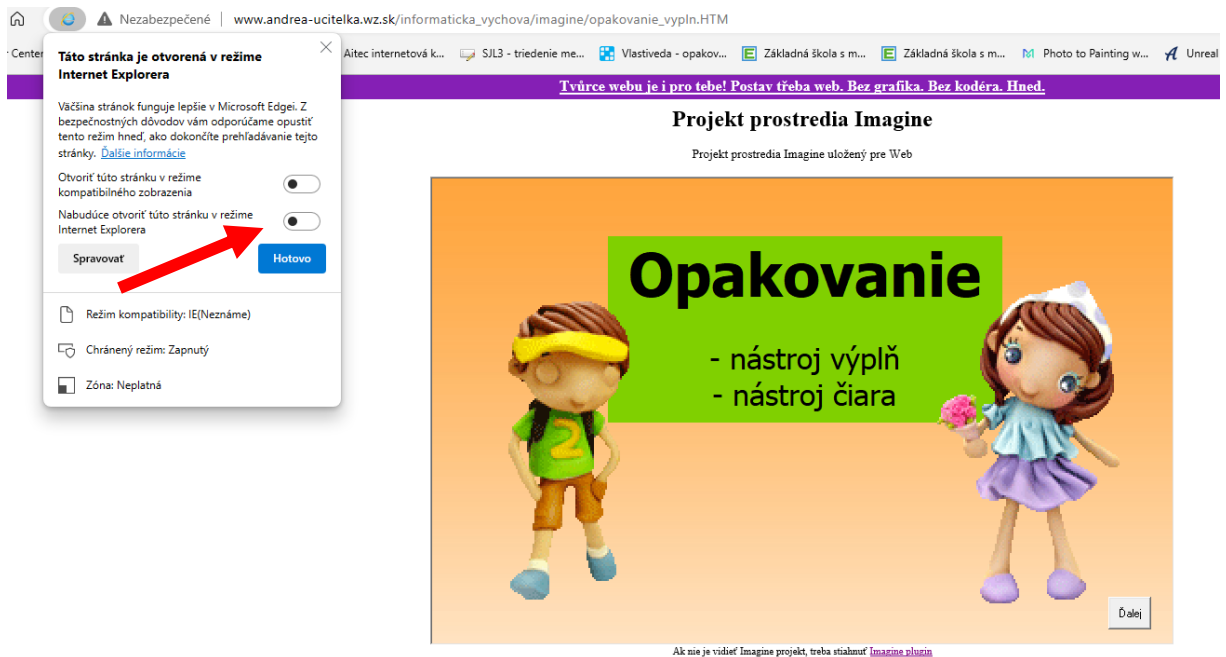 Nezabezpečené | www.andrea-ucitelka.wz.sk/informaticka_vychova/imagine/opakovanie_vypln.HTM
Center
Aitec internetová k...
SJL3 - triedenie me...
Vlastiveda - opakov...
Základná škola s m...
Základná škola s m...
Photo to Painting w...
Unreal
Táto stránka je otvorená v režime
Internet Explorera
Väčšina stránok funguje lepšie v Microsoft Edgei. Z
bezpečnostných dôvodov vám odporúčame opustiť
tento režim hneď, ako dokončíte prehľadávanie tejto
stránky. Ďalšie informácie
Otvoriť túto stránku v režime
kompatibilného zobrazenia
Nabudúce otvoriť túto stránku v režime
Internet Explorera
Spravovať
Hotovo
Režim kompatibility: IE(Neznáme)
Chránený režim: Zapnutý
Zóna: Neplatná
Tvůrce webu je i pro tebe! Postav třeba web. Bez grafika. Bez kodéra. Hned.
Projekt prostredia Imagine
Projekt prostredia Imagine uložený pre Web
Opakovanie
- nástroj výplň
- nástroj čiara
2
Ďalej
Ak nie je vidieť Imagine projekt, treba stiahnuť Imagine plugin